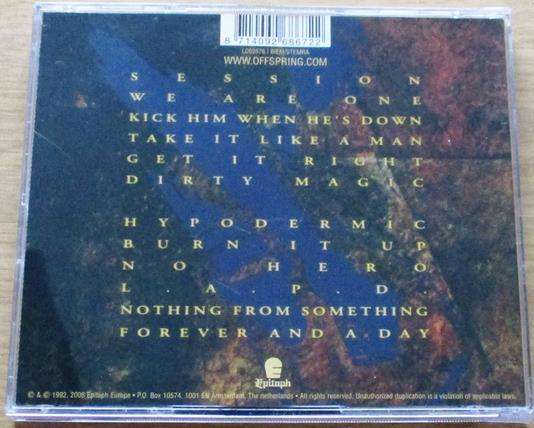 8 714092 686722
LC02576 | BIEM/STEMRA
WWW.OFFSPRING.COM
SESSION
WE ARE ONE
KICK HIM WHEN HE'S DOWN
TAKE IT LIKE A MAN
GET IT RIGHT
DIRTY MAGIC
HYPODERMIC
BURN IT UP
NO HERO
L.A.P.D.
NOTHING FROM SOMETHING
FOREVER AND A DAY
Epitaph
© & ℗ 1992, 2008 Epitaph Europe • P.O. Box 10574, 1001 EN Amsterdam, The netherlands • All rights reserved. Unauthorized duplication is a violation of applicable laws.